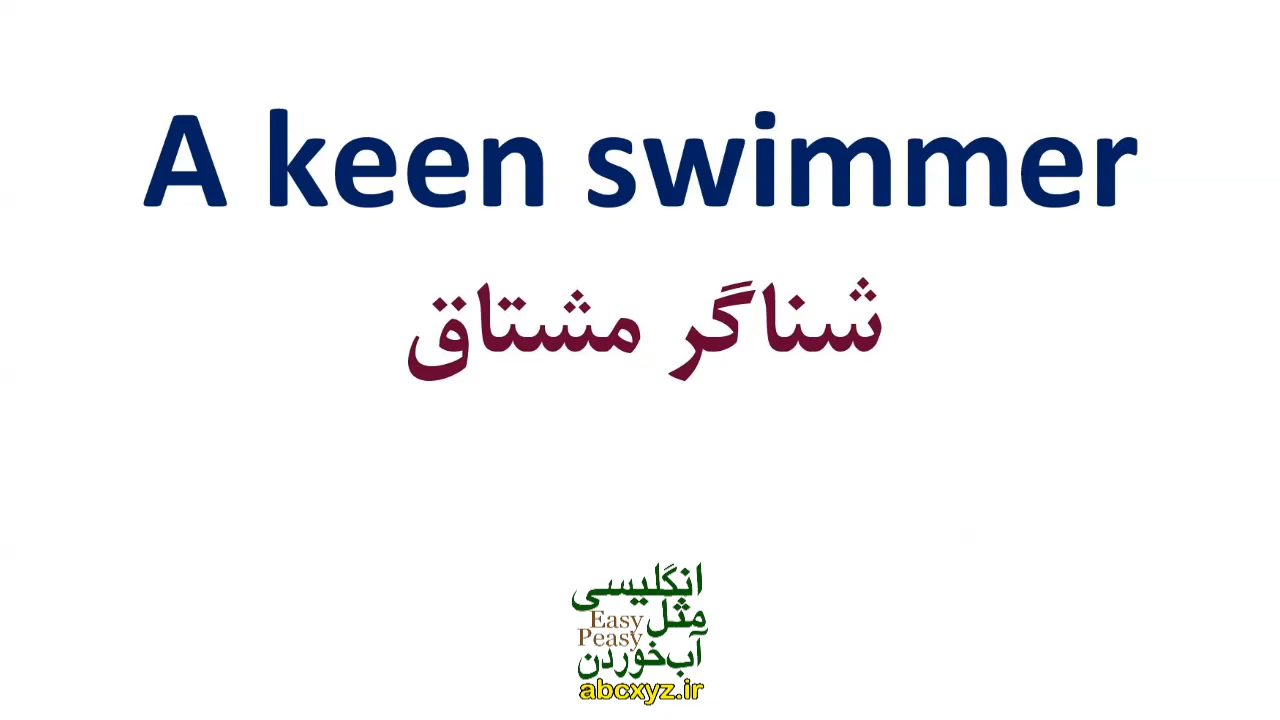 A keen swimmer
شناگر مشتاق
انگلیسی
مثل
Easy
Peasy
آب‌خوردن
abcxyz.ir